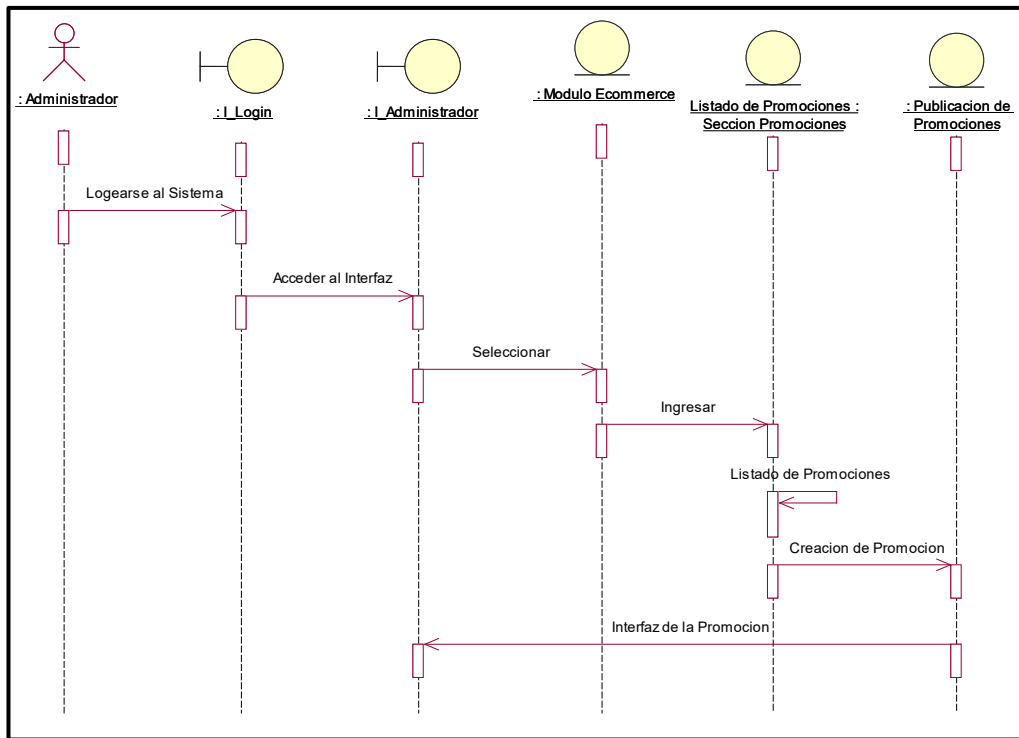 : Administrador
: I_Login
: I_Administrador
: Modulo Ecommerce
Listado de Promociones :
Seccion Promociones
: Publicacion de
Promociones
Logearse al Sistema
Acceder al Interfaz
Seleccionar
Ingresar
Listado de Promociones
Creacion de Promocion
Interfaz de la Promocion